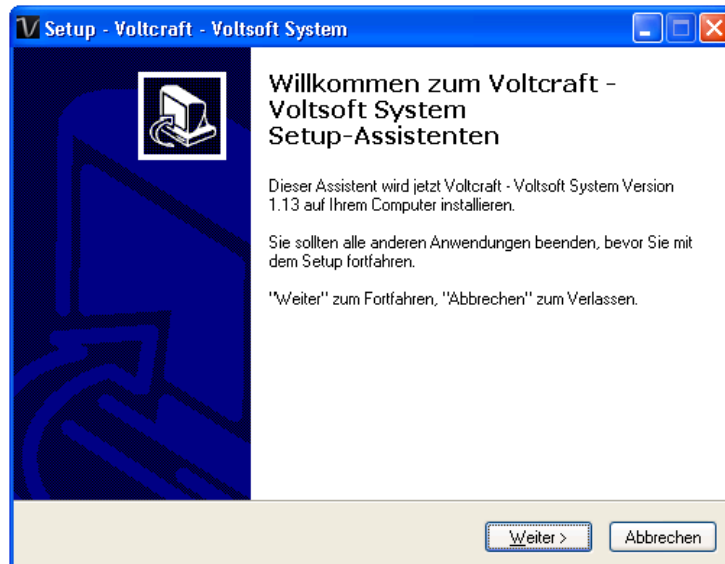 Setup - Voltcraft - Voltsoft System
Willkommen zum Voltcraft -
Voltsoft System
Setup-Assistenten
Dieser Assistent wird jetzt Voltcraft - Voltsoft System Version
1.13 auf Ihrem Computer installieren.
Sie sollten alle anderen Anwendungen beenden, bevor Sie mit
dem Setup fortfahren.
"Weiter" zum Fortfahren, "Abbrechen" zum Verlassen.
Weiter > Abbrechen